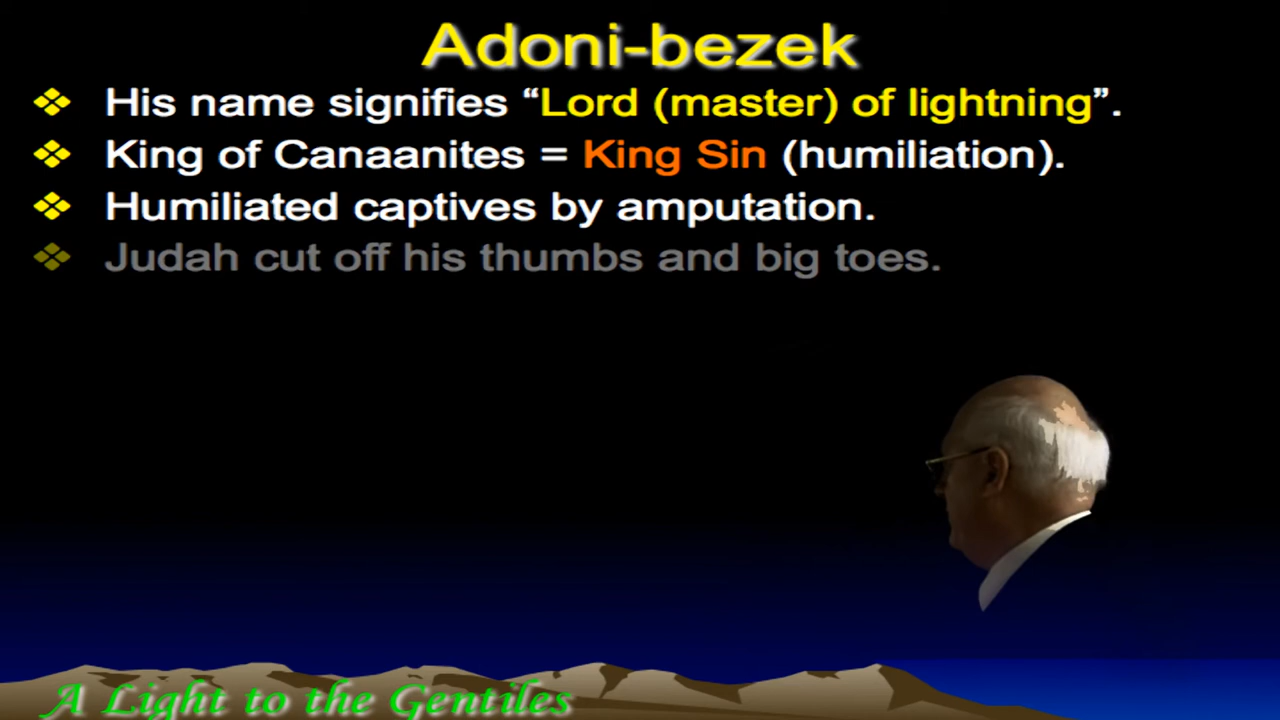 Adoni-bezek
His name signifies “Lord (master) of lightning”.
King of Canaanites = King Sin (humiliation).
Humiliated captives by amputation.
Judah cut off his thumbs and big toes.
A Light to the Gentiles